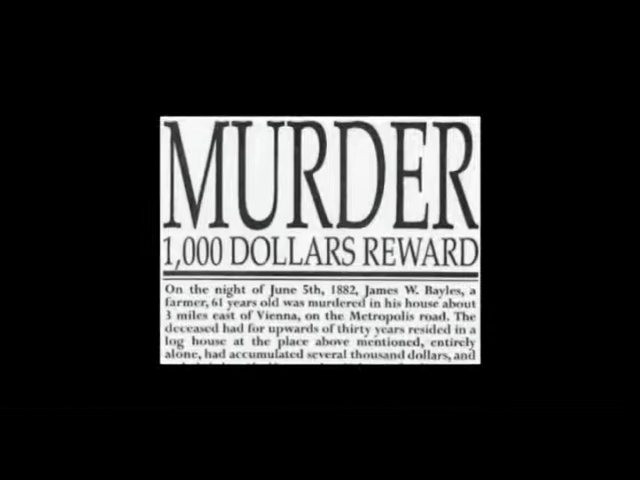 MURDER
1,000 DOLLARS REWARD
On the night of June 5th, 1882, James W. Bayles, a
farmer, 61 years old was murdered in his house about
3 miles east of Vienna, on the Metropolis road. The
deceased had for upwards of thirty years resided in a
log house at the place above mentioned, entirely
alone, had accumulated several thousand dollars, and